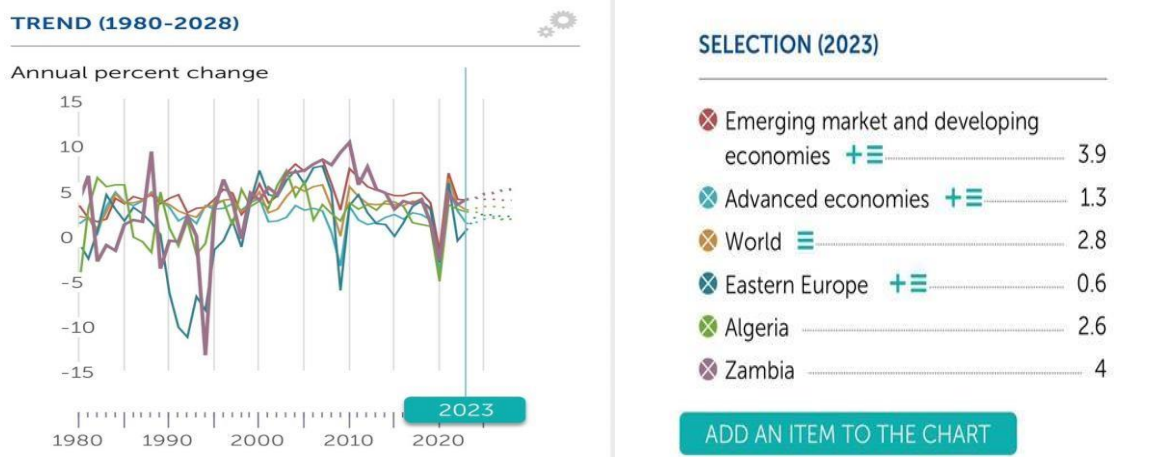 TREND (1980-2028)
Annual percent change
15
10
5
0
-5
-10
-15
2023
1980 1990 2000 2010 2020
SELECTION (2023)
Emerging market and developing
economies 3.9
Advanced economies 1.3
World 2.8
Eastern Europe 0.6
Algeria 2.6
Zambia 4
ADD AN ITEM TO THE CHART